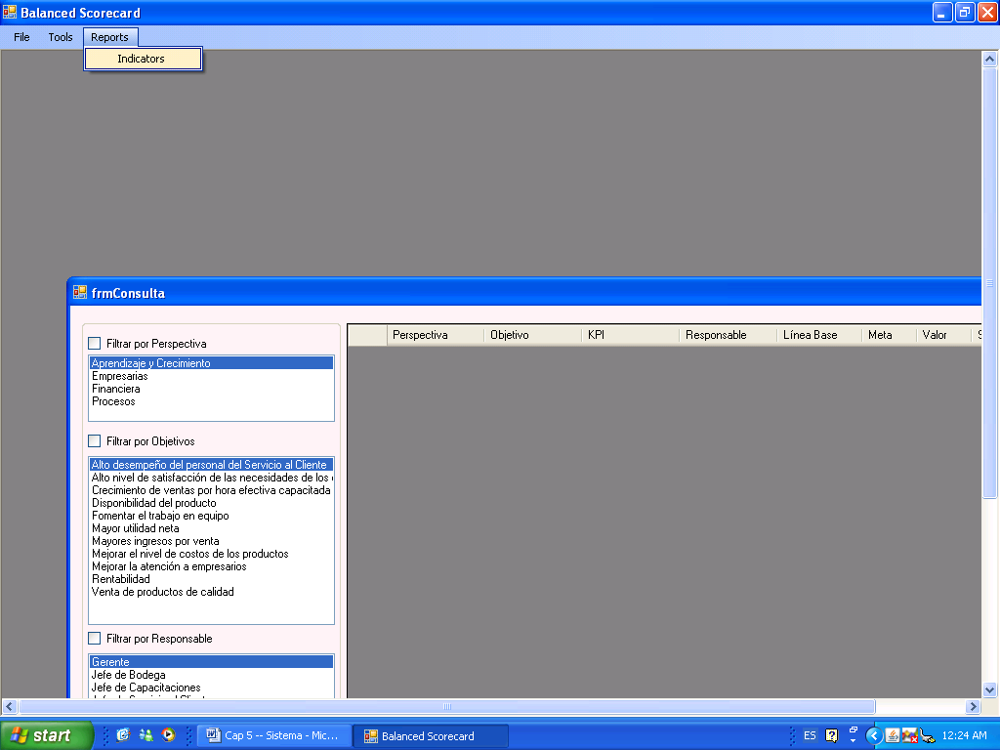 Balanced Scorecard
File Tools Reports
Indicators
frmConsulta
Filtrar por Perspectiva
Aprendizaje y Crecimiento
Empresarias
Financiera
Procesos
Filtrar por Objetivos
Alto desempeño del personal del Servicio al Cliente
Alto nivel de satisfacción de las necesidades de los
Crecimiento de ventas por hora efectiva capacitada
Disponibilidad del producto
Fomentar el trabajo en equipo
Mayor utilidad neta
Mayores ingresos por venta
Mejorar el nivel de costos de los productos
Mejorar la atención a empresarios
Rentabilidad
Venta de productos de calidad
Filtrar por Responsable
Gerente
Jefe de Bodega
Jefe de Capacitaciones
Perspectiva Objetivo KPI Responsable Línea Base Meta Valor
start Cap 5 -- Sistema - Mic... Balanced Scorecard ES 12:24 AM